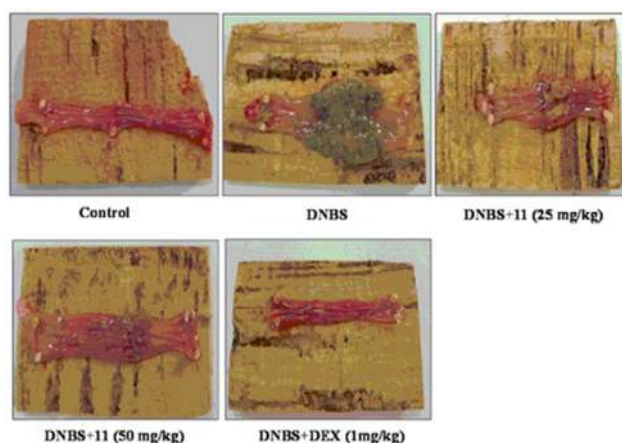 Control
DNBS
DNBS+11 (25 mg/kg)
DNBS+11 (50 mg/kg)
DNBS+DEX (1mg/kg)